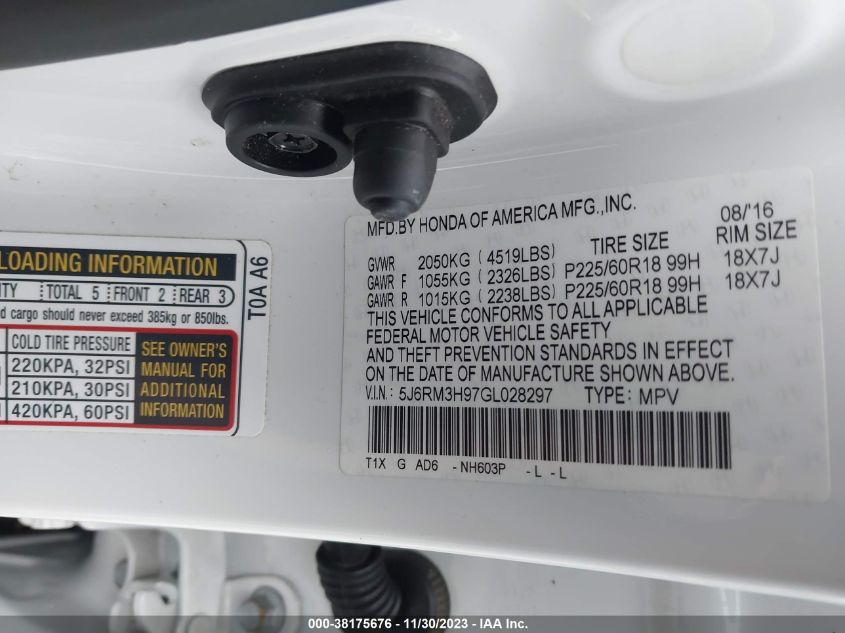 MFD.BY HONDA OF AMERICA MFG.,INC. 08/'16
TIRE SIZE RIM SIZE
GVWR 2050KG (4519LBS)
GAWR F 1055KG (2326LBS) P225/60R18 99H 18X7J
GAWR R 1015KG (2238LBS) P225/60R18 99H 18X7J
THIS VEHICLE CONFORMS TO ALL APPLICABLE
FEDERAL MOTOR VEHICLE SAFETY
AND THEFT PREVENTION STANDARDS IN EFFECT
ON THE DATE OF MANUFACTURE SHOWN ABOVE.
V.I.N: 5J6RM3H97GL028297 TYPE: MPV
T1X G AD6 -NH603P -L -L
LOADING INFORMATION
TOTAL 5 FRONT 2 REAR 3
cargo should never exceed 385kg or 850lbs.
COLD TIRE PRESSURE
220KPA, 32PSI
210KPA, 30PSI
420KPA, 60PSI
SEE OWNER'S
MANUAL FOR
ADDITIONAL
INFORMATION
T0A A6
000-38175676 - 11/30/2023 - IAA Inc.